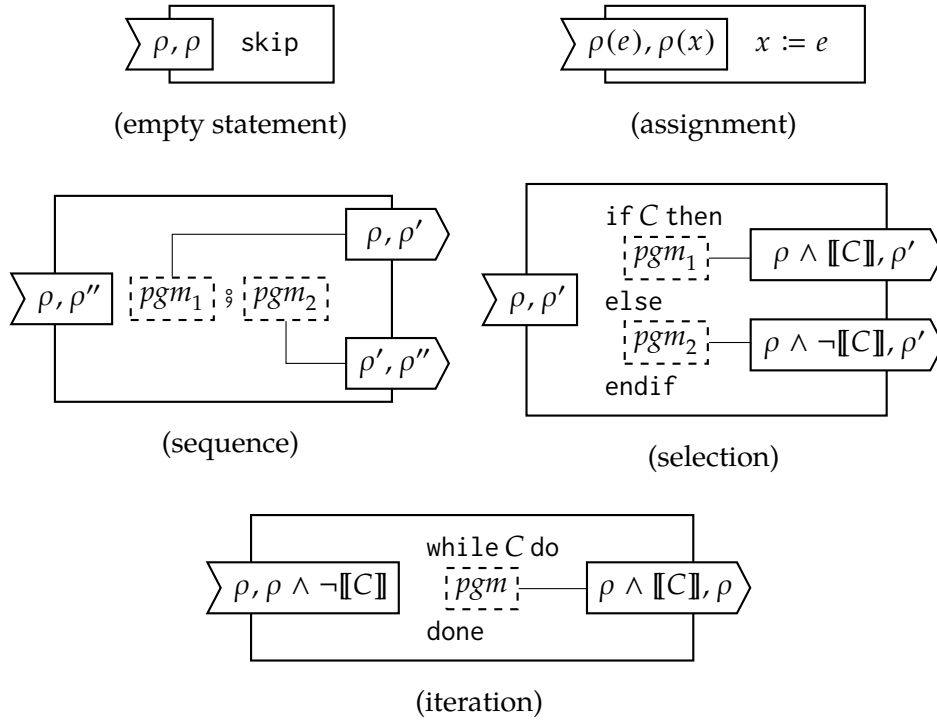 ρ, ρ skip
(empty statement)
ρ(e), ρ(x) x := e
(assignment)
ρ, ρ′
ρ, ρ″ pgm₁ ; pgm₂
ρ′, ρ″
(sequence)
if C then
pgm₁ ρ ∧ ⟦C⟧, ρ′
ρ, ρ′ else
pgm₂ ρ ∧ ¬⟦C⟧, ρ′
endif
(selection)
while C do
ρ, ρ ∧ ¬⟦C⟧ pgm ρ ∧ ⟦C⟧, ρ
done
(iteration)